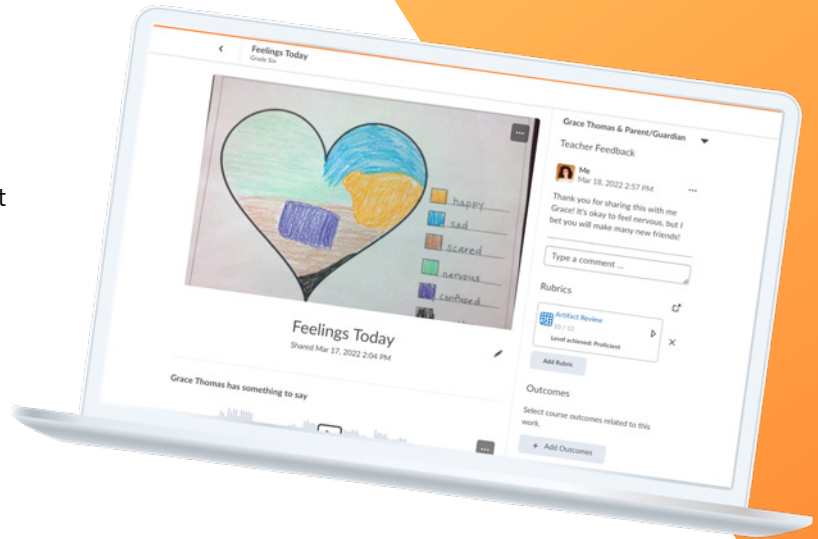 t
Feelings Today
Grade Six
happy
sad
scared
nervous
confused
Feelings Today
Shared Mar 17, 2022 2:04 PM
Grace Thomas has something to say
Grace Thomas & Parent/Guardian
Teacher Feedback
Me
Mar 18, 2022 2:57 PM
Thank you for sharing this with me
Grace! It's okay to feel nervous, but I
bet you will make many new friends!
Type a comment ...
Rubrics
Artifact Review
10 / 12
Level achieved: Proficient
Add Rubric
Outcomes
Select course outcomes related to this
work.
+ Add Outcomes